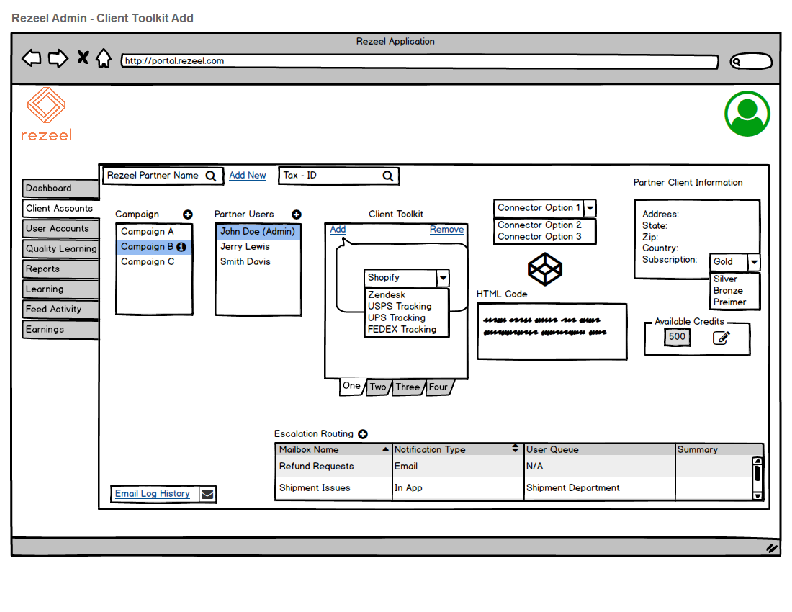 Rezeel Admin - Client Toolkit Add
Rezeel Application
http://portal.rezeel.com
rezeel
Rezeel Partner Name
Add New
Tax - ID
Dashboard
Client Accounts
User Accounts
Quality Learning
Reports
Learning
Feed Activity
Earnings
Campaign
Campaign A
Campaign B
Campaign C
Partner Users
John Doe (Admin)
Jerry Lewis
Smith Davis
Client Toolkit
Add
Remove
Shopify
Zendesk
USPS Tracking
UPS Tracking
FEDEX Tracking
One
Two
Three
Four
Connector Option 1
Connector Option 2
Connector Option 3
HTML Code
Partner Client Information
Address:
State:
Zip:
Country:
Subscription:
Gold
Silver
Bronze
Preimer
Available Credits
500
Escalation Routing
Mailbox Name Notification Type User Queue Summary
Refund Requests Email N/A
Shipment Issues In App Shipment Department
Email Log History